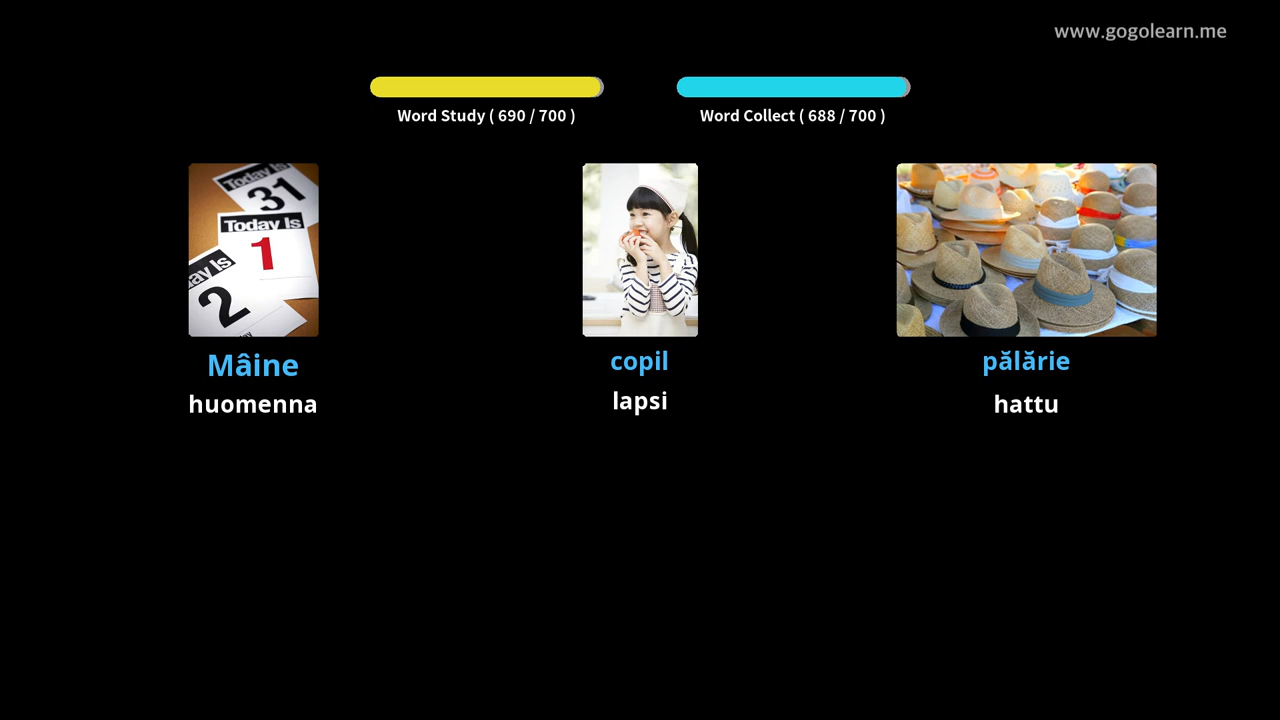 www.gogolearn.me
Word Study ( 690 / 700 )
Word Collect ( 688 / 700 )
Today Is
31
Today Is
1
ay Is
2
Mâine
copil
pălărie
huomenna
lapsi
hattu